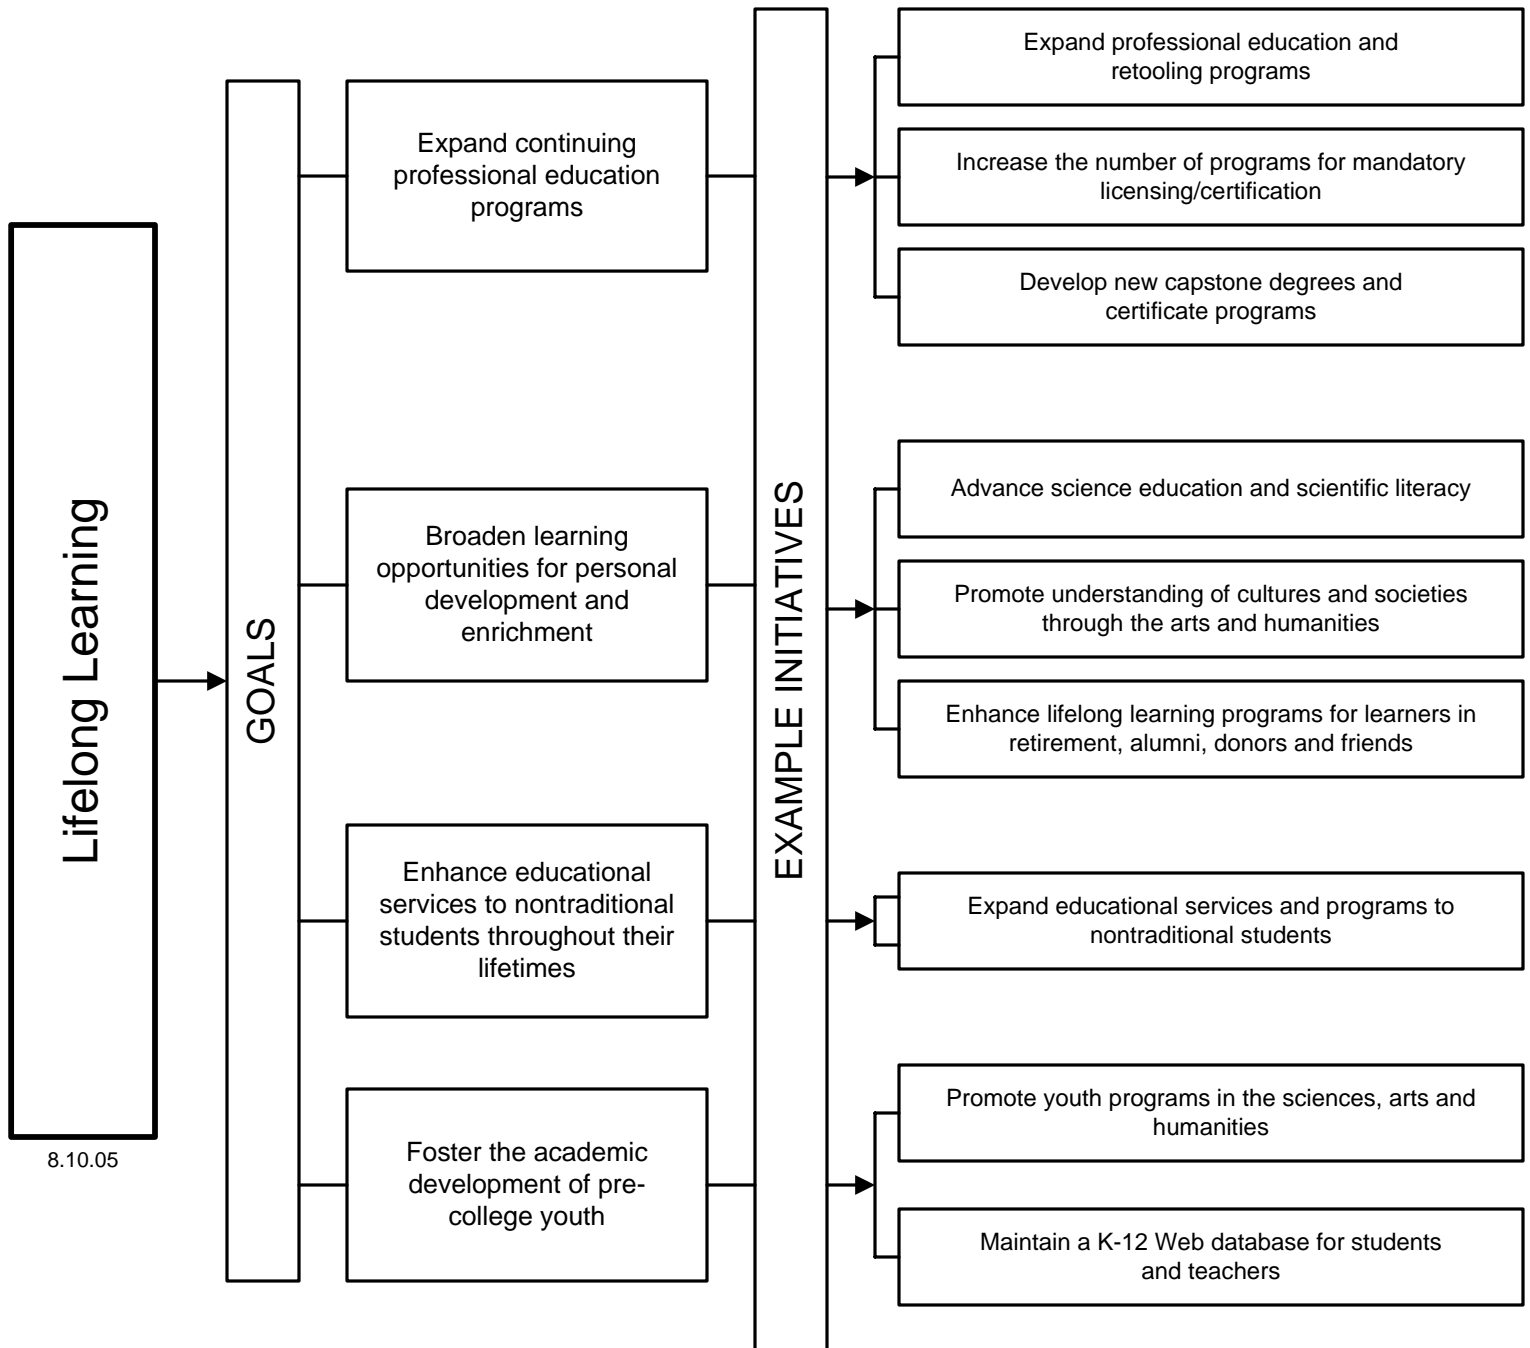 Lifelong Learning
8.10.05
GOALS
Expand continuing
professional education
programs
Broaden learning
opportunities for personal
development and
enrichment
Enhance educational
services to nontraditional
students throughout their
lifetimes
Foster the academic
development of pre-
college youth
EXAMPLE INITIATIVES
Expand professional education and
retooling programs
Increase the number of programs for mandatory
licensing/certification
Develop new capstone degrees and
certificate programs
Advance science education and scientific literacy
Promote understanding of cultures and societies
through the arts and humanities
Enhance lifelong learning programs for learners in
retirement, alumni, donors and friends
Expand educational services and programs to
nontraditional students
Promote youth programs in the sciences, arts and
humanities
Maintain a K-12 Web database for students
and teachers